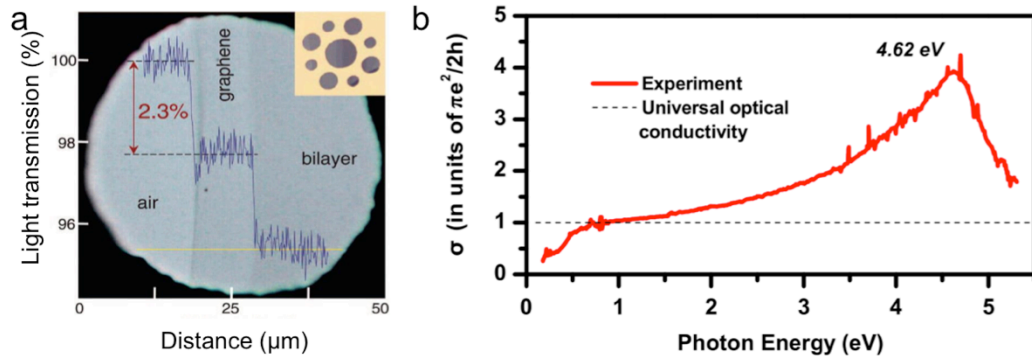 a
Light transmission (%)
100
98
96
2.3%
graphene
air
bilayer
0
25
50
Distance (µm)
b
σ (in units of πe²/2h)
5
4
3
2
1
0
4.62 eV
Experiment
Universal optical
conductivity
0
1
2
3
4
5
Photon Energy (eV)